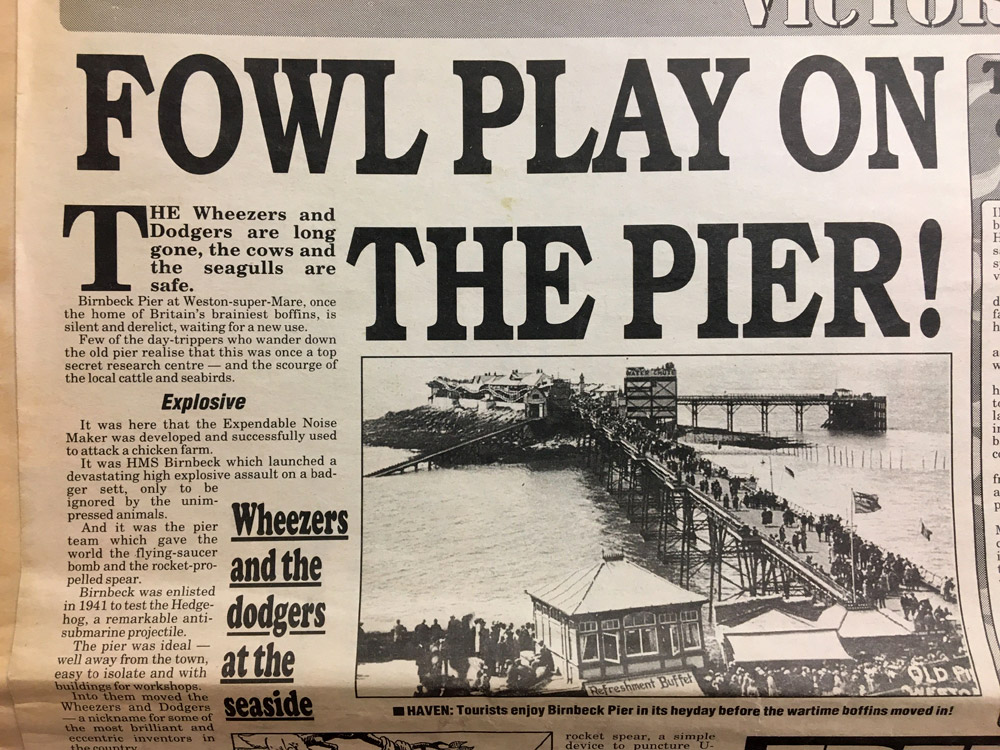 FOWL PLAY ON
THE PIER!
THE Wheezers and
Dodgers are long
gone, the cows and
the seagulls are
safe.
Birnbeck Pier at Weston-super-Mare, once
the home of Britain's brainiest boffins, is
silent and derelict, waiting for a new use.
Few of the day-trippers who wander down
the old pier realise that this was once a top
secret research centre — and the scourge of
the local cattle and seabirds.
Explosive
It was here that the Expendable Noise
Maker was developed and successfully used
to attack a chicken farm.
It was HMS Birnbeck which launched a
devastating high explosive assault on a bad-
ger sett, only to be
ignored by the unim-
pressed animals.
And it was the pier
team which gave the
world the flying-saucer
bomb and the rocket-pro-
pelled spear.
Birnbeck was enlisted
in 1941 to test the Hedge-
hog, a remarkable anti-
submarine projectile.
The pier was ideal —
well away from the town,
easy to isolate and with
buildings for workshops.
Into them moved the
Wheezers and Dodgers
— a nickname for some of
the most brilliant and
eccentric inventors in
the country.
Wheezers
and the
dodgers
at the
seaside
WATER CHUTE
Refreshment Buffet
OLD
■ HAVEN: Tourists enjoy Birnbeck Pier in its heyday before the wartime boffins moved in!
rocket spear, a simple
device to puncture U-